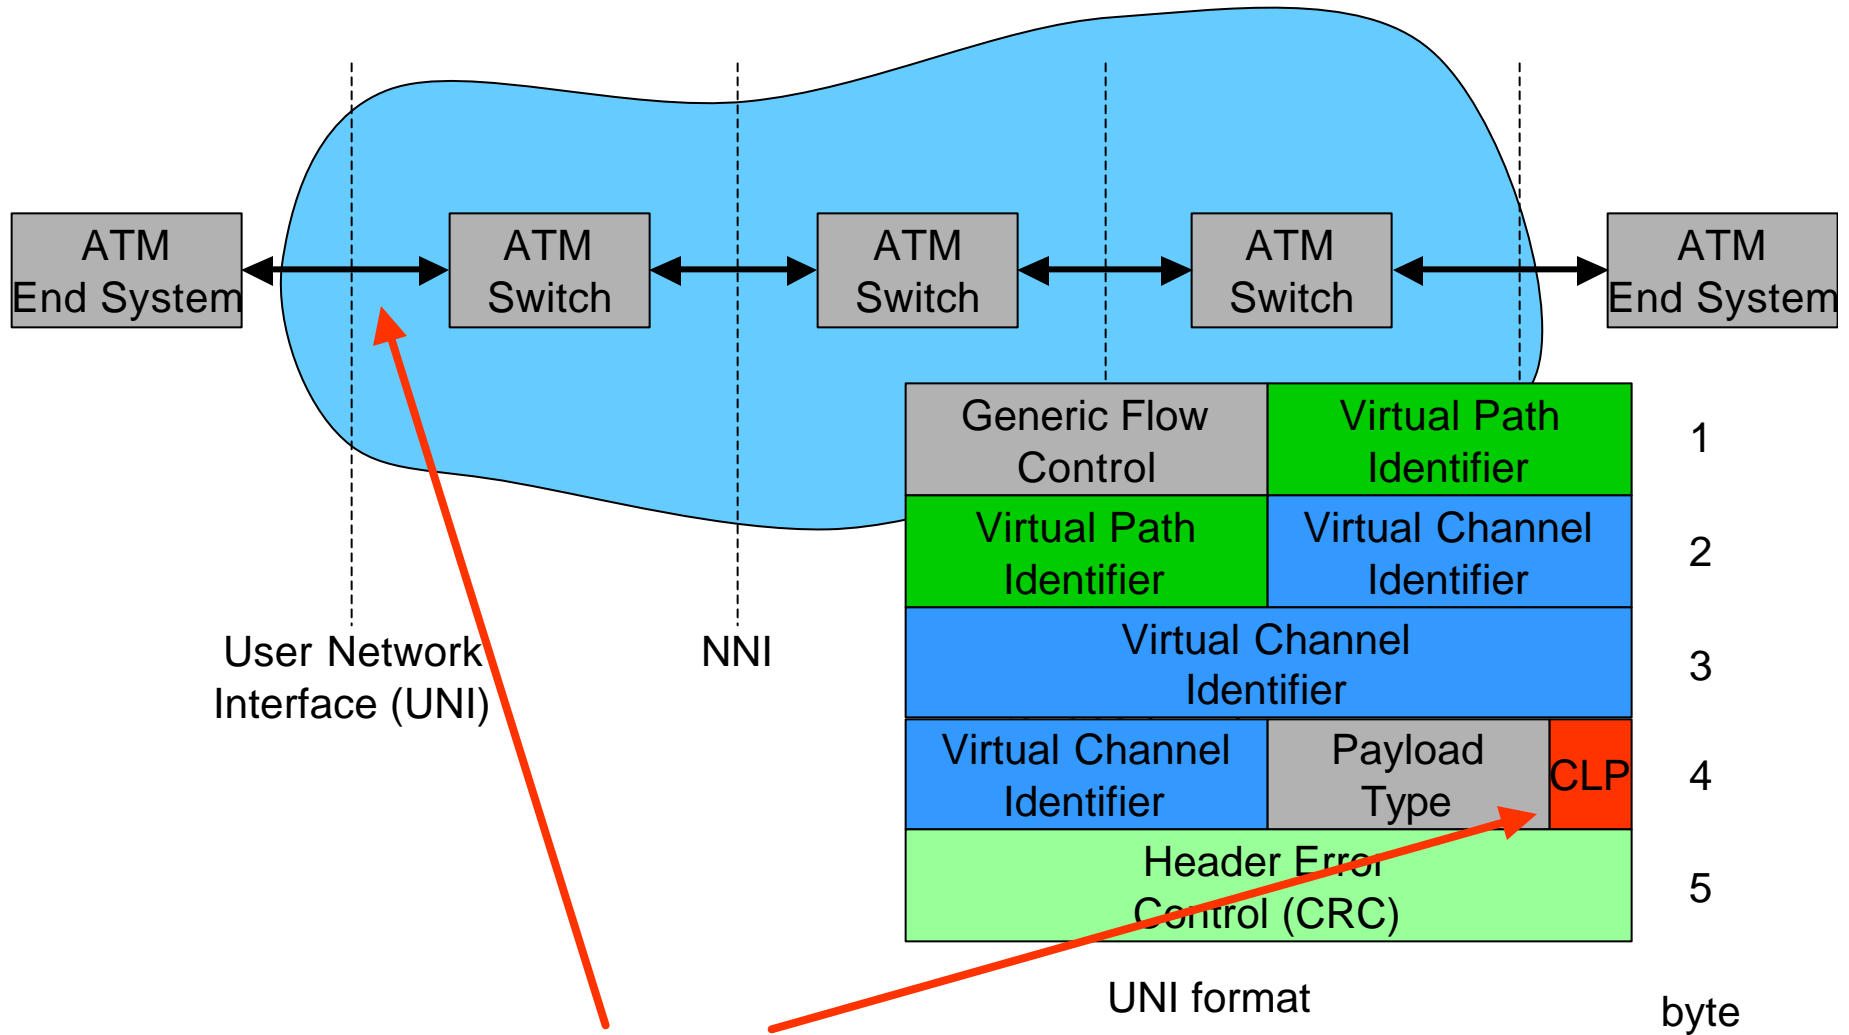 ATM
End System
ATM
Switch
ATM
Switch
ATM
Switch
ATM
End System
User Network
Interface (UNI)
NNI
Generic Flow
Control
Virtual Path
Identifier
1
Virtual Path
Identifier
Virtual Channel
Identifier
2
Virtual Channel
Identifier
3
Virtual Channel
Identifier
Payload
Type
CLP
4
Header Error
Control (CRC)
5
UNI format
byte